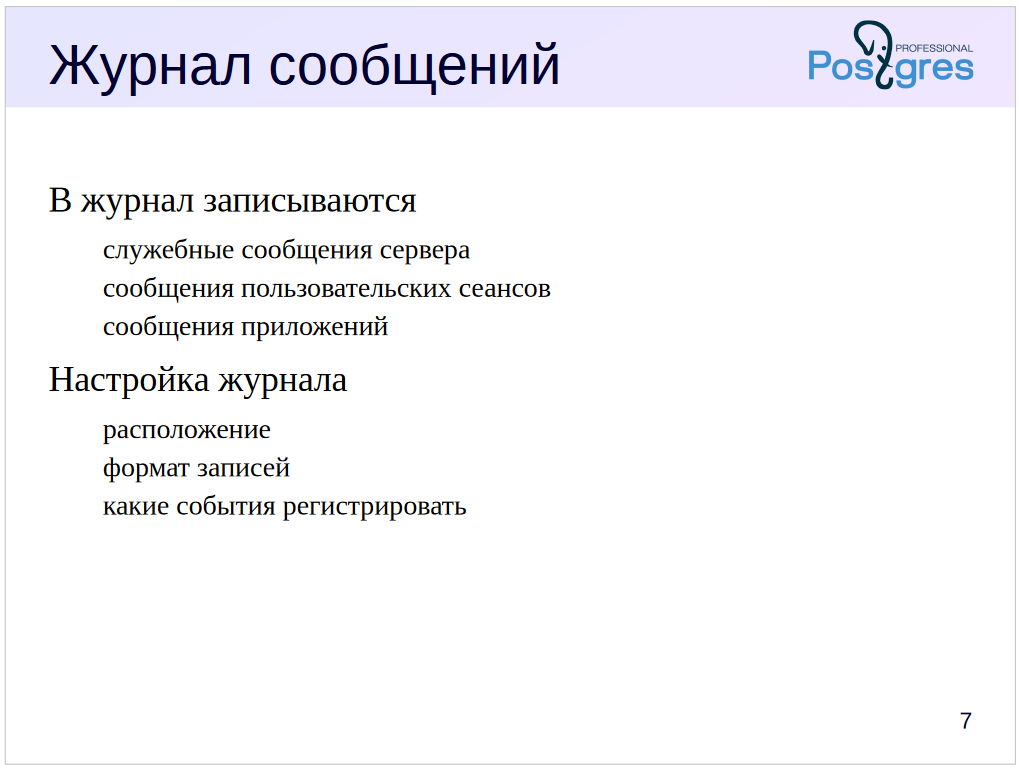 Журнал сообщений
PROFESSIONAL
Postgres
В журнал записываются
служебные сообщения сервера
сообщения пользовательских сеансов
сообщения приложений
Настройка журнала
расположение
формат записей
какие события регистрировать
7